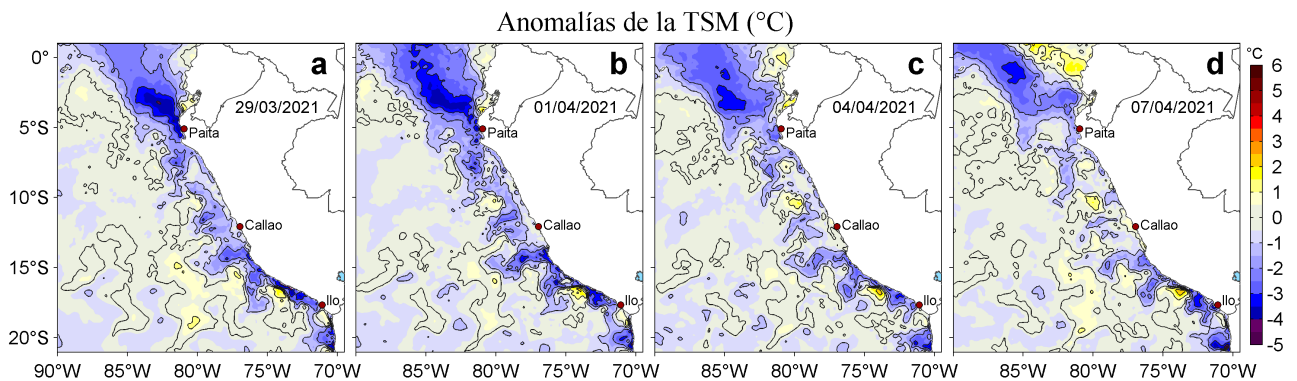 Anomalías de la TSM (°C)
a
b
c
d
29/03/2021
01/04/2021
04/04/2021
07/04/2021
0°
5°S
10°S
15°S
20°S
Paita
Callao
Ilo
Paita
Callao
Ilo
Paita
Callao
Ilo
Paita
Callao
Ilo
90°W
85°W
80°W
75°W
70°W
85°W
80°W
75°W
70°W
85°W
80°W
75°W
70°W
85°W
80°W
75°W
70°W
°C
6
5
4
3
2
1
0
-1
-2
-3
-4
-5